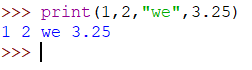 >>> print(1,2,"we",3.25)
1 2 we 3.25
>>>